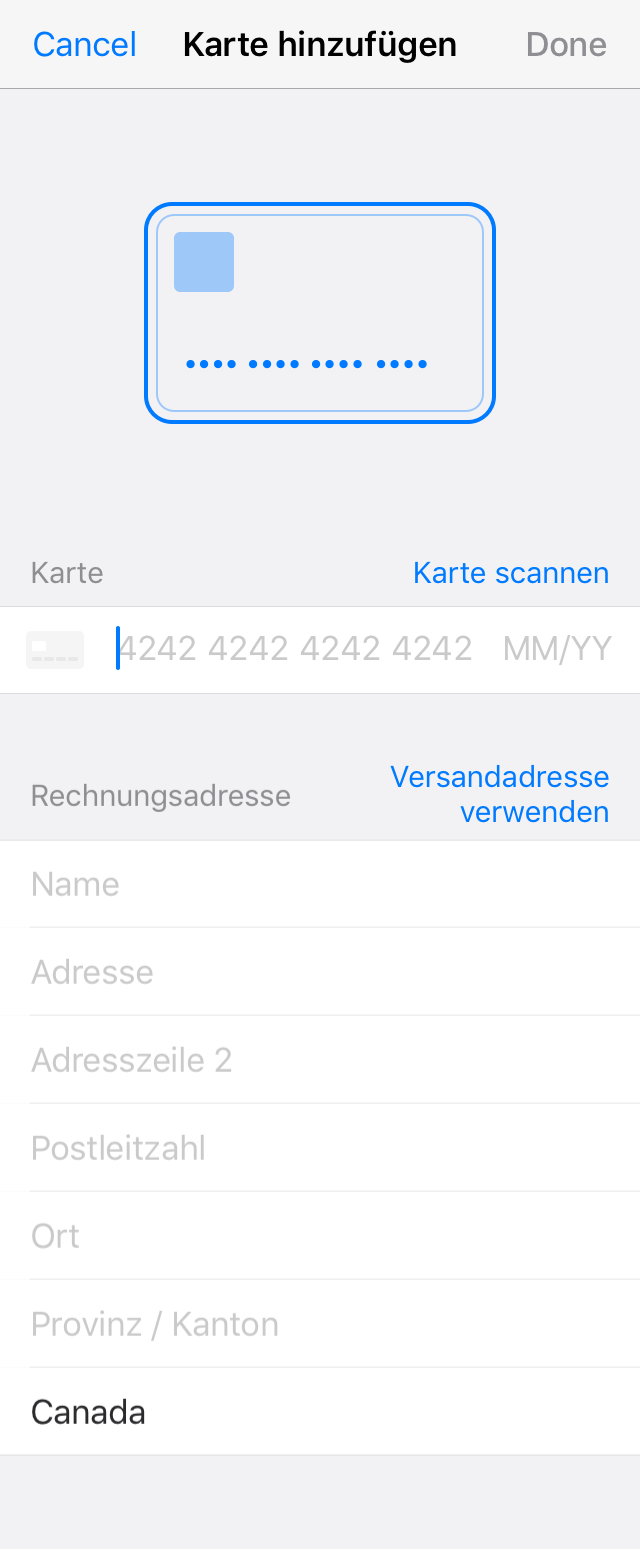 Cancel Karte hinzufügen Done
Karte Karte scannen
4242 4242 4242 4242 MM/YY
Rechnungsadresse Versandadresse
verwenden
Name
Adresse
Adresszeile 2
Postleitzahl
Ort
Provinz / Kanton
Canada